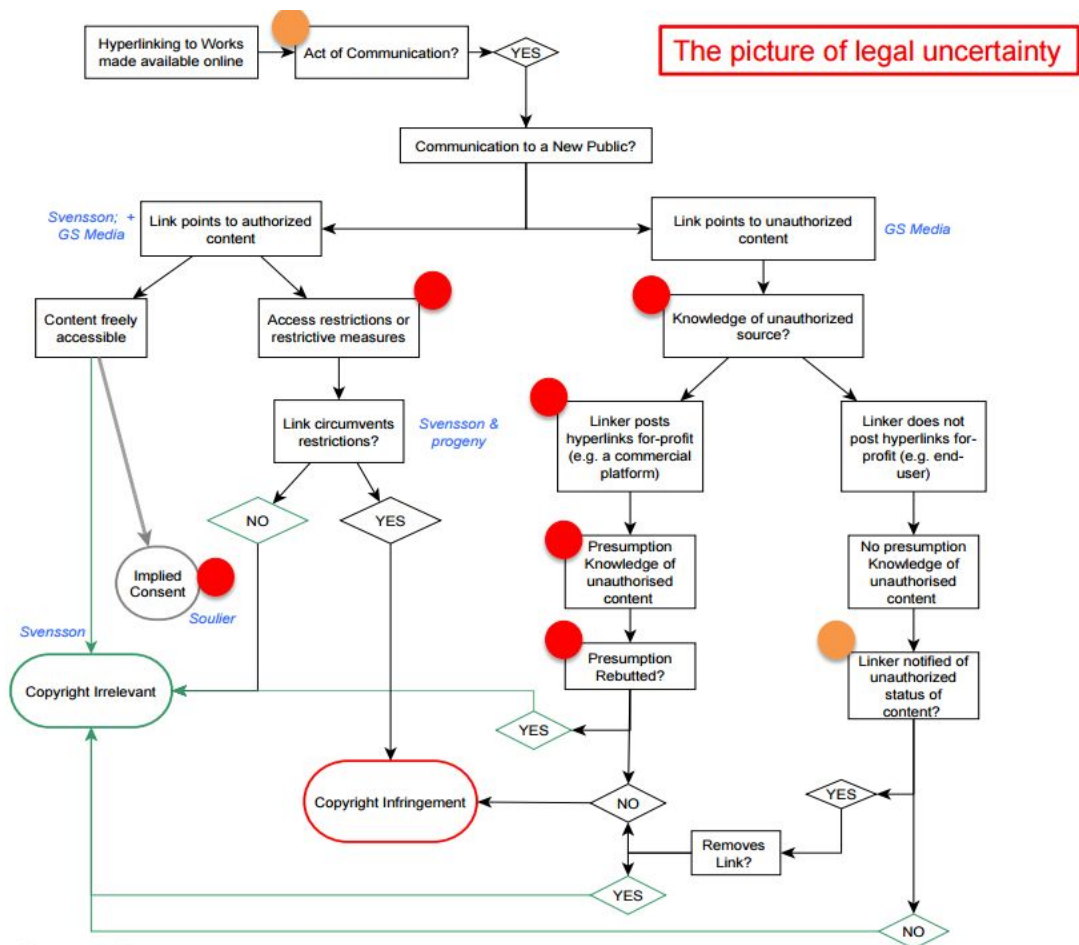 The picture of legal uncertainty
Hyperlinking to Works
made available online
Act of Communication?
YES
Communication to a New Public?
Svensson; +
GS Media
Link points to authorized
content
Link points to unauthorized
content
GS Media
Content freely
accessible
Access restrictions or
restrictive measures
Knowledge of unauthorized
source?
Link circumvents
restrictions?
Svensson &
progeny
Linker posts
hyperlinks for-profit
(e.g. a commercial
platform)
Linker does not
post hyperlinks for-
profit (e.g. end-
user)
NO
YES
Implied
Consent
Soulier
Presumption
Knowledge of
unauthorised
content
No presumption
Knowledge of
unauthorised
content
Svensson
Copyright Irrelevant
Presumption
Rebutted?
Linker notified of
unauthorized
status of
content?
YES
Copyright Infringement
NO
YES
Removes
Link?
YES
NO